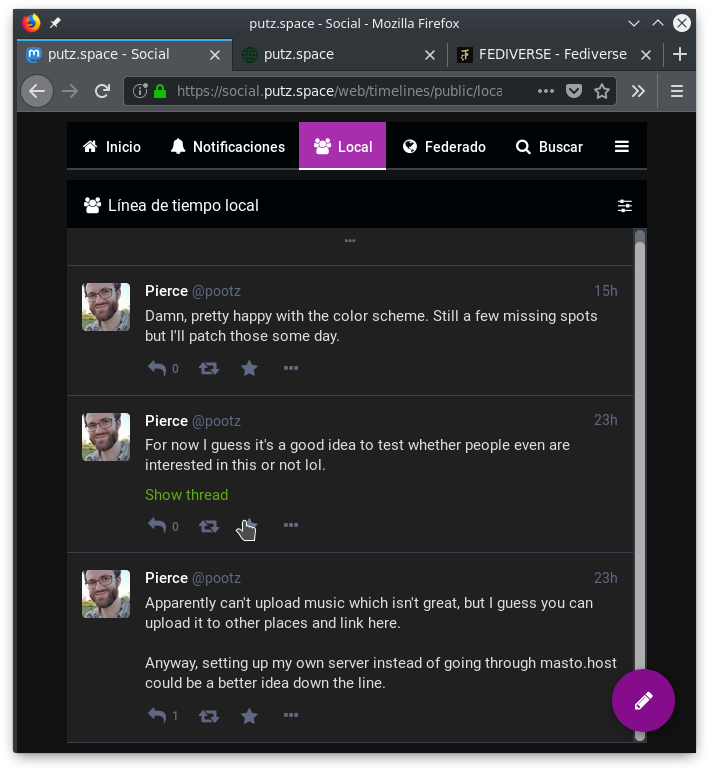 putz.space - Social - Mozilla Firefox
putz.space - Social
putz.space
FEDIVERSE - Fediverse
https://social.putz.space/web/timelines/public/loca
Inicio
Notificaciones
Local
Federado
Buscar
Línea de tiempo local
Pierce @pootz 15h
Damn, pretty happy with the color scheme. Still a few missing spots
but I'll patch those some day.
0
Pierce @pootz 23h
For now I guess it's a good idea to test whether people even are
interested in this or not lol.
Show thread
0
Pierce @pootz 23h
Apparently can't upload music which isn't great, but I guess you can
upload it to other places and link here.
Anyway, setting up my own server instead of going through masto.host
could be a better idea down the line.
1